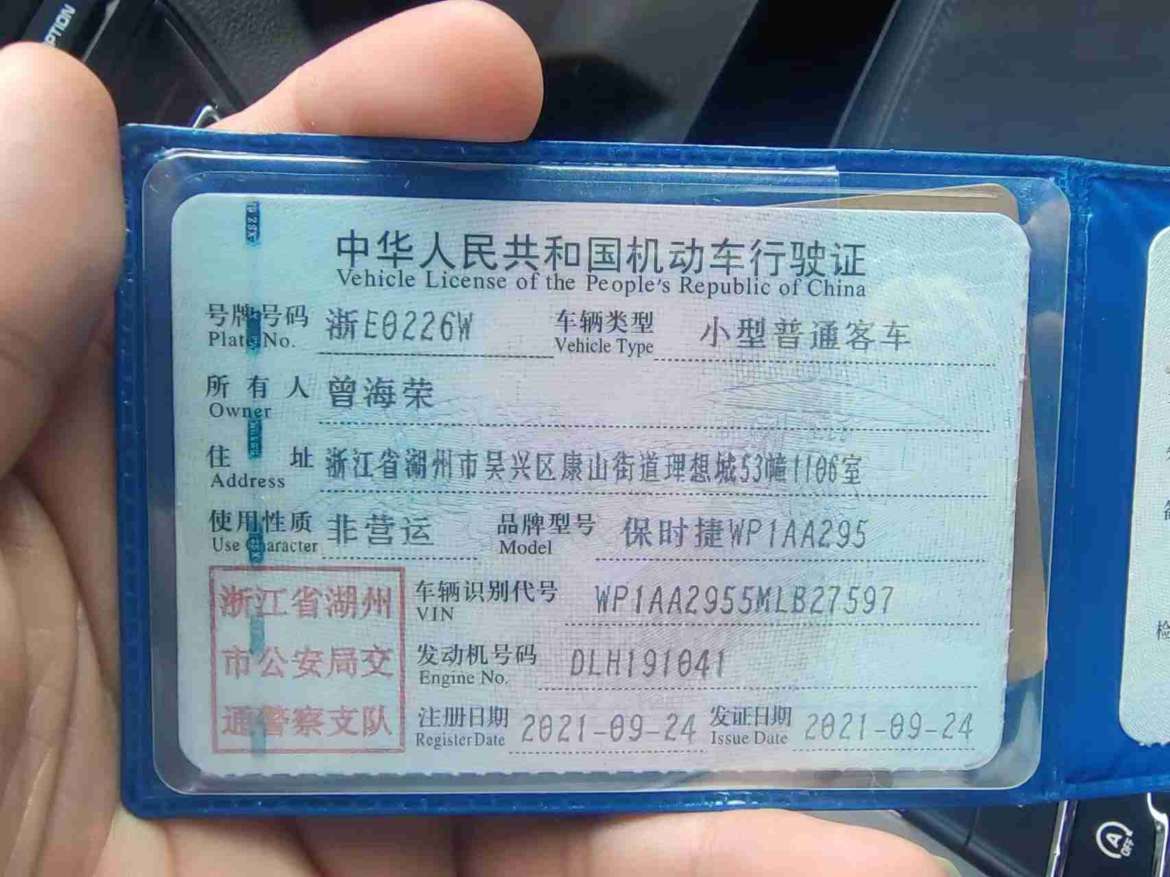 PTION
中华人民共和国机动车行驶证
Vehicle License of the People's Republic of China
号牌号码 浙E0226W 车辆类型 小型普通客车
Plate No. Vehicle Type
所有人 曾海荣
Owner
住址 浙江省湖州市吴兴区康山街道理想城53幢1106室
Address
使用性质 非营运 品牌型号 保时捷WP1AA295
Use Character Model
浙江省湖州
市公安局交
通警察支队
车辆识别代号 WP1AA2955MLB27597
VIN
发动机号码 DLH191041
Engine No.
注册日期 2021-09-24 发证日期 2021-09-24
Register Date Issue Date
检
A
OFF